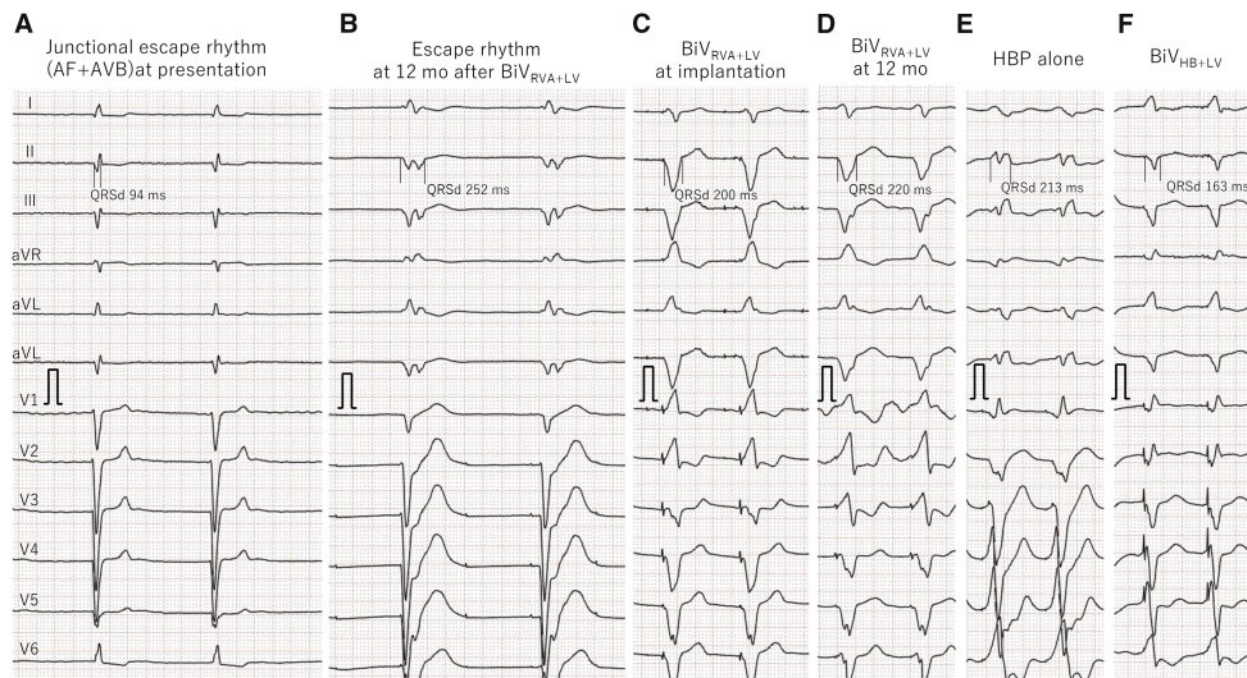 A
Junctional escape rhythm
(AF+AVB)at presentation
B
Escape rhythm
at 12 mo after BiVRVA+LV
C
BiVRVA+LV
at implantation
D
BiVRVA+LV
at 12 mo
E
HBP alone
F
BiVHB+LV
I
II
QRSd 94 ms
QRSd 252 ms
QRSd 200 ms
QRSd 220 ms
QRSd 213 ms
QRSd 163 ms
III
aVR
aVL
aVL
V1
V2
V3
V4
V5
V6